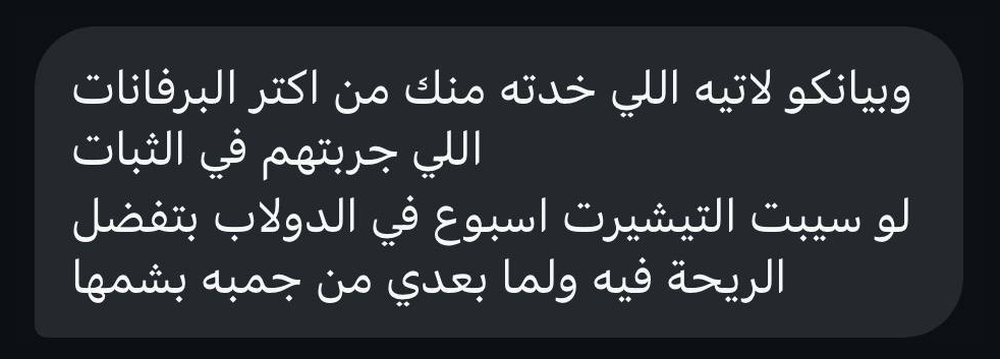 وبيانكو لاتيه اللي خدته منك من اكتر البرفانات
اللي جربتهم في الثبات
لو سيبت التيشيرت اسبوع في الدولاب بتفضل
الريحة فيه ولما بعدي من جمبه بشمها